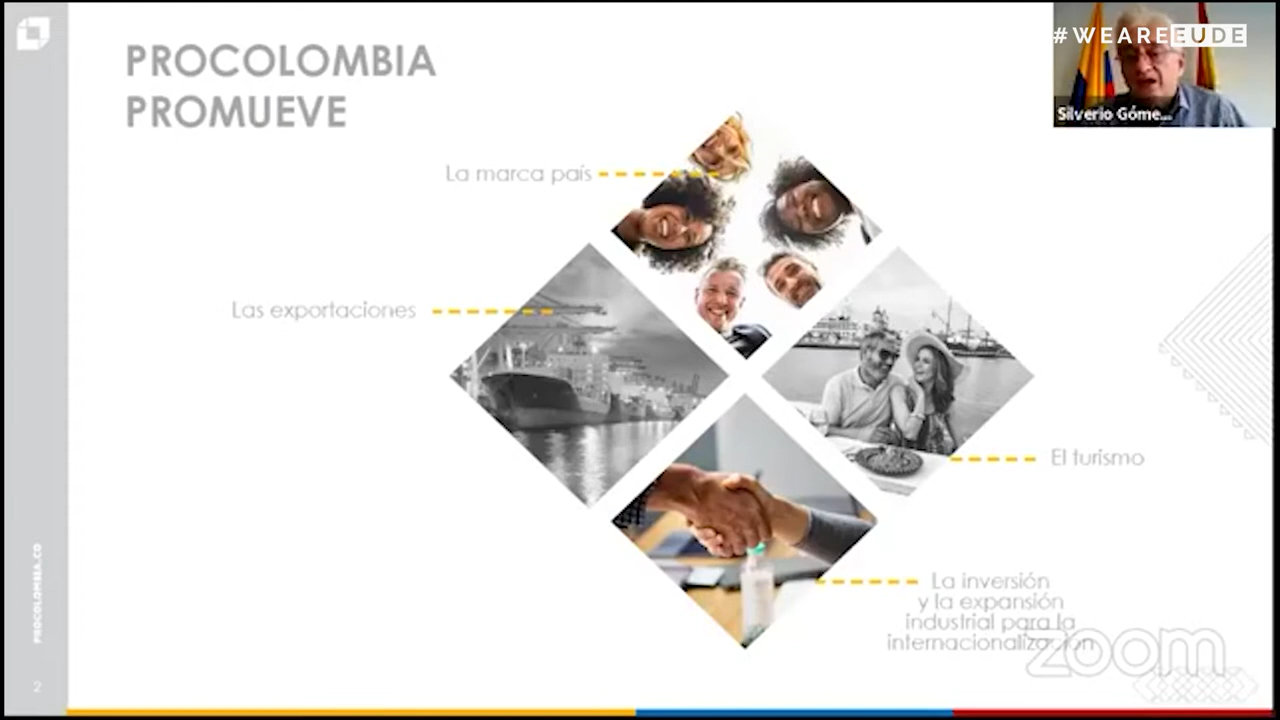 PROCOLOMBIA
PROMUEVE
#WEAREEUDE
Silverio Góme...
La marca país
Las exportaciones
El turismo
La inversión
y la expansión
industrial para la
internacionalización
zoom
PROCOLOMBIA.CO
2